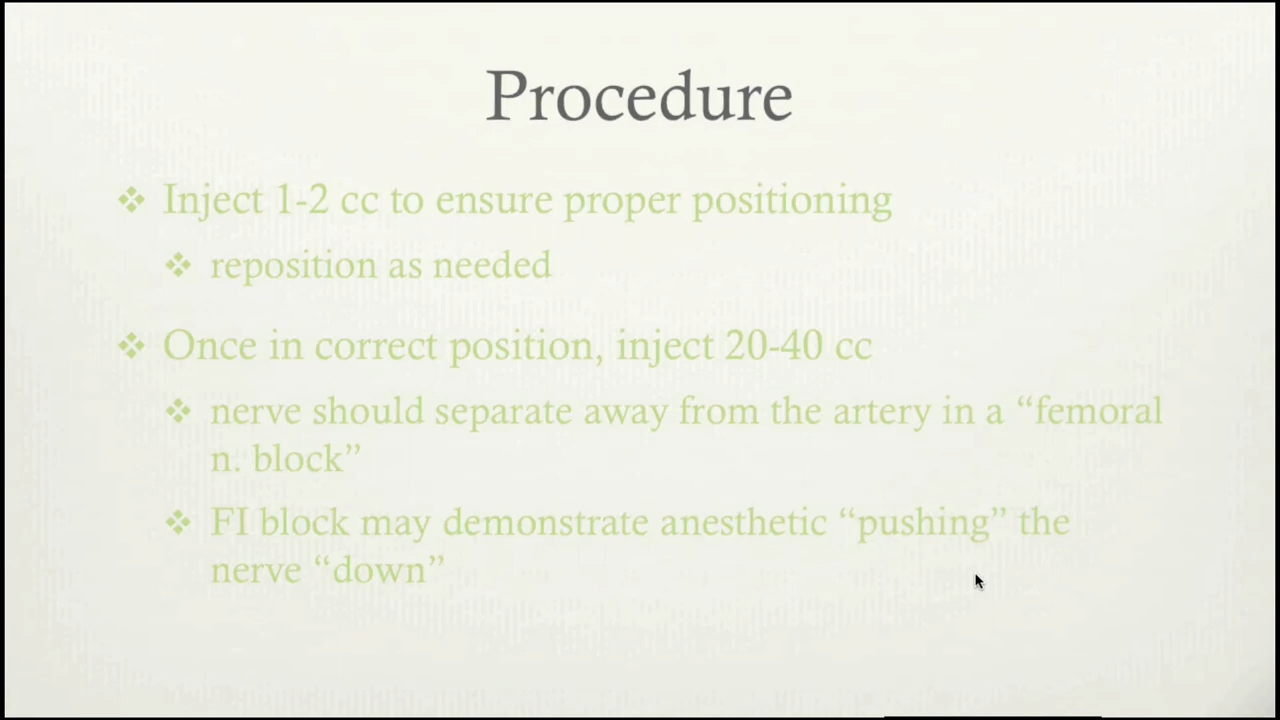 Procedure
❖ Inject 1-2 cc to ensure proper positioning
❖ reposition as needed
❖ Once in correct position, inject 20-40 cc
❖ nerve should separate away from the artery in a “femoral
n. block”
❖ FI block may demonstrate anesthetic “pushing” the
nerve “down”